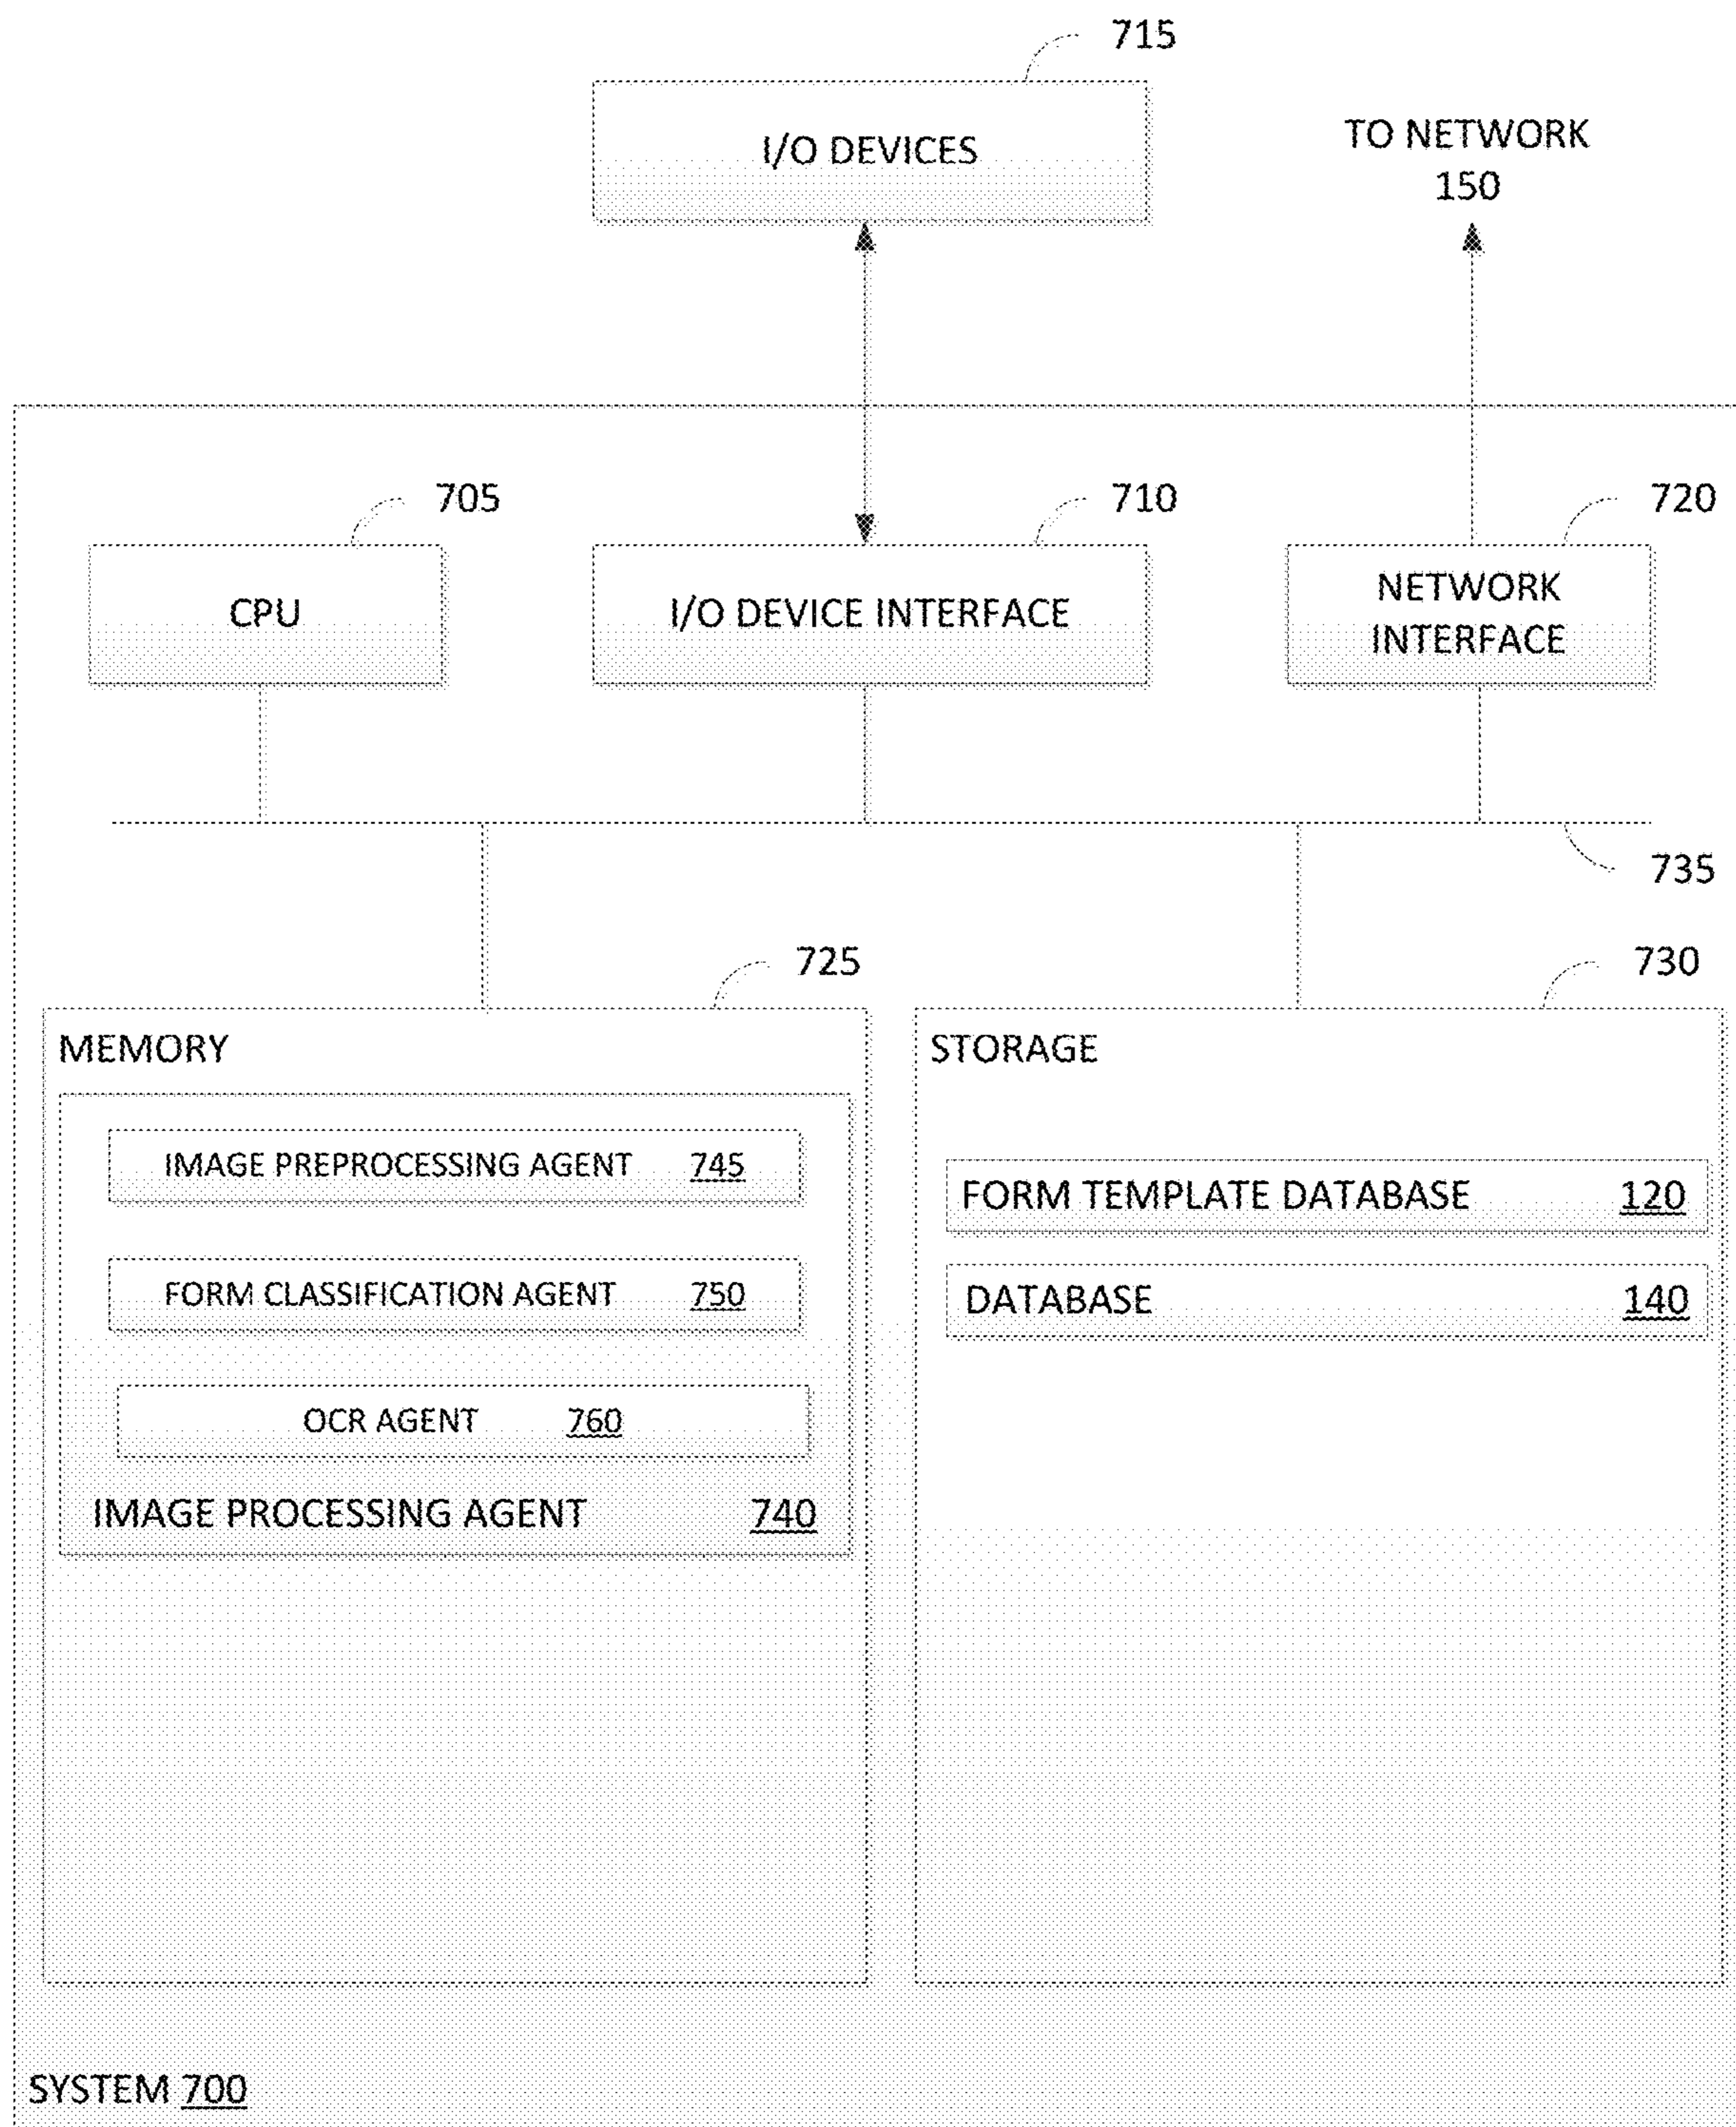 715
I/O DEVICES
TO NETWORK
150
705
710
720
CPU
I/O DEVICE INTERFACE
NETWORK
INTERFACE
735
725
730
MEMORY
STORAGE
IMAGE PREPROCESSING AGENT 745
FORM CLASSIFICATION AGENT 750
OCR AGENT 760
IMAGE PROCESSING AGENT 740
FORM TEMPLATE DATABASE 120
DATABASE 140
SYSTEM 700